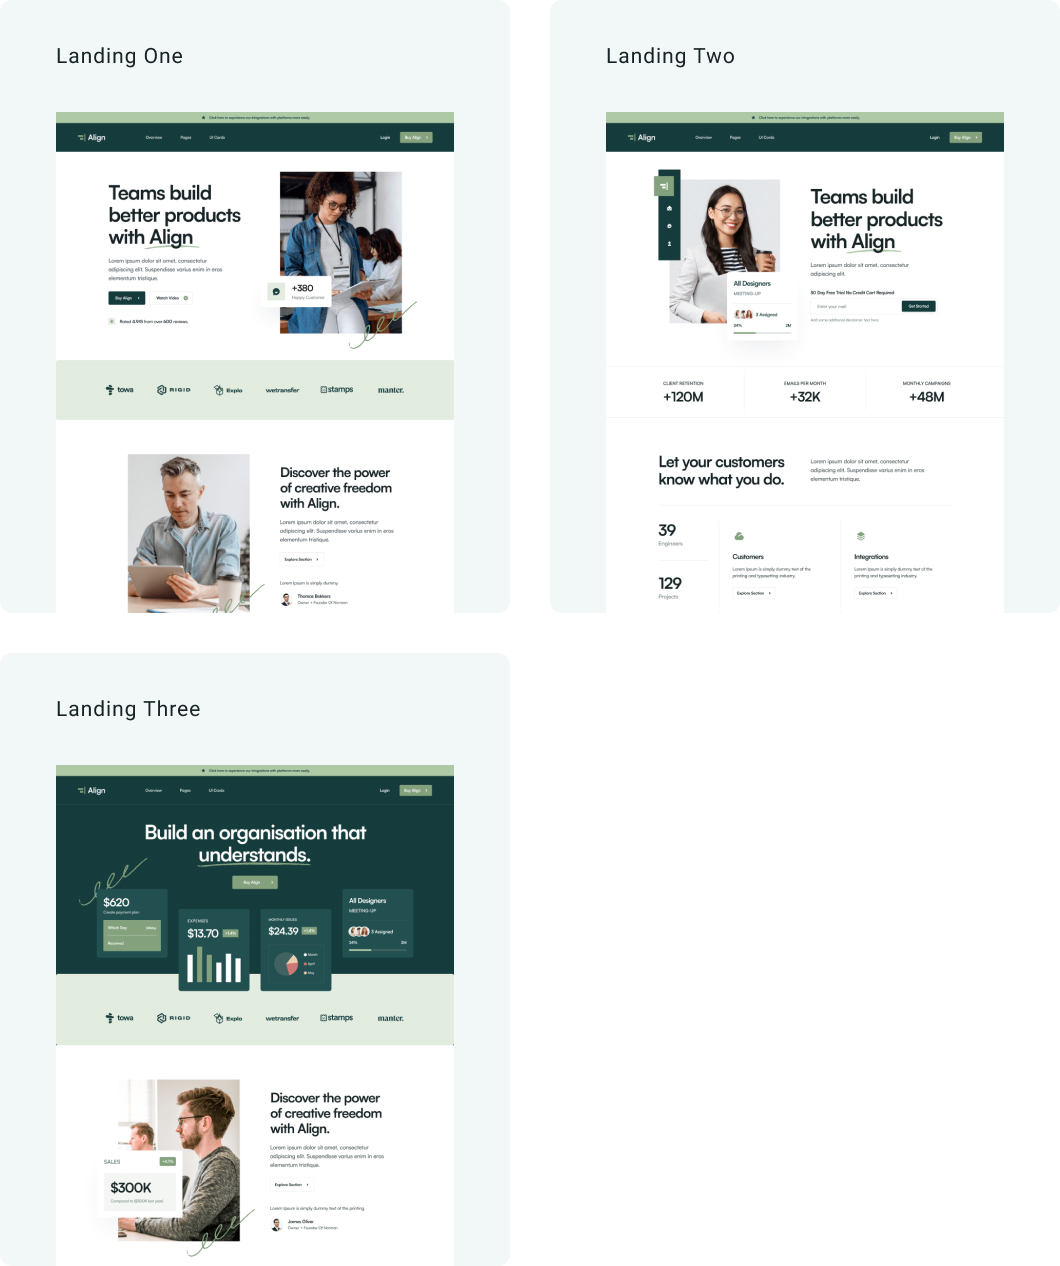 Landing One
Click here to experience our integrations with platforms more easily.
Align
Overview
Pages
UI Cards
Login
Buy Align
Teams build
better products
with Align
Lorem ipsum dolor sit amet, consectetur
adipiscing elit. Suspendisse varius enim in eros
elementum tristique.
Buy Align
Watch Video
Rated 4.9/5 from over 600 reviews.
+380
Happy Customer
towa
RIGID
Explo
wetransfer
stamps
manter.
Discover the power
of creative freedom
with Align.
Lorem ipsum dolor sit amet, consectetur
adipiscing elit. Suspendisse varius enim in eros
elementum tristique.
Explore Section
Lorem Ipsum is simply dummy.
Thomas Bakkers
Owner + Founder Of Norman
Landing Two
Click here to experience our integrations with platforms more easily.
Align
Overview
Pages
UI Cards
Login
Buy Align
All Designers
MEETING-UP
3 Assigned
34%
2M
Teams build
better products
with Align
Lorem ipsum dolor sit amet, consectetur
adipiscing elit.
30 Day Free Trial No Credit Cart Required
Enter your mail
Get Started
Add some additional disclaimer text here.
CLIENT RETENTION
+120M
EMAILS PER MONTH
+32K
MONTHLY CAMPAIGNS
+48M
Let your customers
know what you do.
Lorem ipsum dolor sit amet, consectetur
adipiscing elit. Suspendisse varius enim in eros
elementum tristique.
39
Engineers
129
Projects
Customers
Lorem Ipsum is simply dummy text of the
printing and typesetting industry.
Explore Section
Integrations
Lorem Ipsum is simply dummy text of the
printing and typesetting industry.
Explore Section
Landing Three
Click here to experience our integrations with platforms more easily.
Align
Overview
Pages
UI Cards
Login
Buy Align
Build an organisation that
understands.
Buy Align
$620
Create payment plan
Which Day
Received
EXPENSES
$13.70
MONTHLY ISSUES
$24.39
March
April
May
All Designers
MEETING-UP
3 Assigned
34%
2M
towa
RIGID
Explo
wetransfer
stamps
manter.
SALES
$300K
Discover the power
of creative freedom
with Align.
Lorem ipsum dolor sit amet, consectetur
adipiscing elit. Suspendisse varius enim in eros
elementum tristique.
Explore Section
Lorem Ipsum is simply dummy text of the printing.
James Oliver
Owner + Founder Of Norman